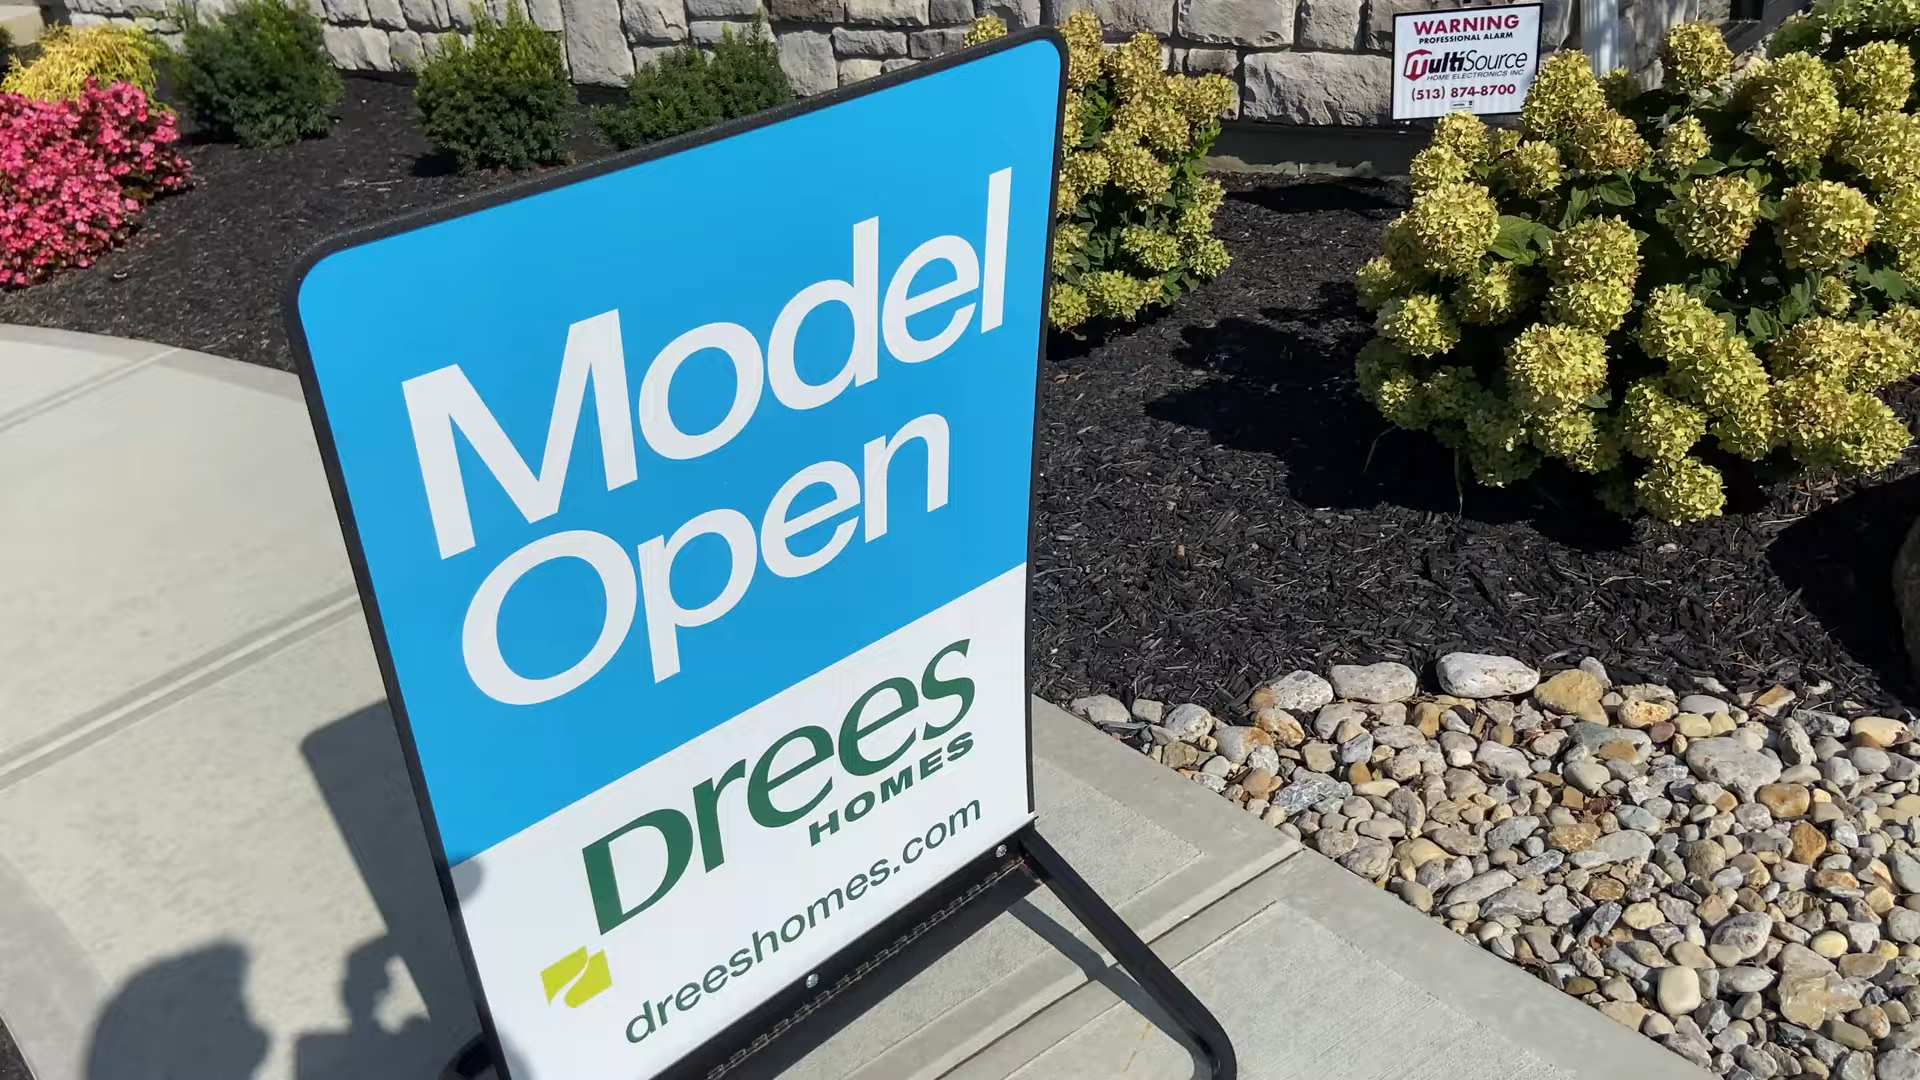 Model
Open
Drees
HOMES
dreeshomes.com
WARNING
PROFESSIONAL ALARM
MultiSource
HOME ELECTRONICS INC
(513) 874-8700